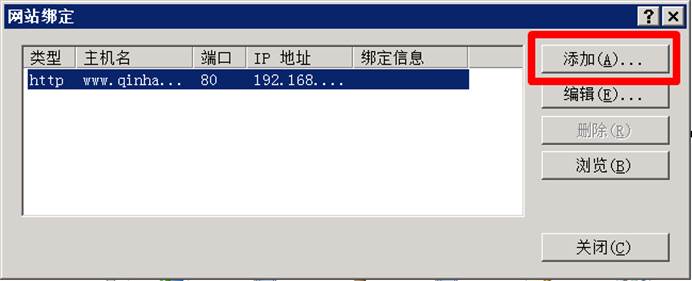 网站绑定
类型 主机名 端口 IP 地址 绑定信息
http www.qinha... 80 192.168....
添加(A)...
编辑(E)...
删除(R)
浏览(B)
关闭(C)